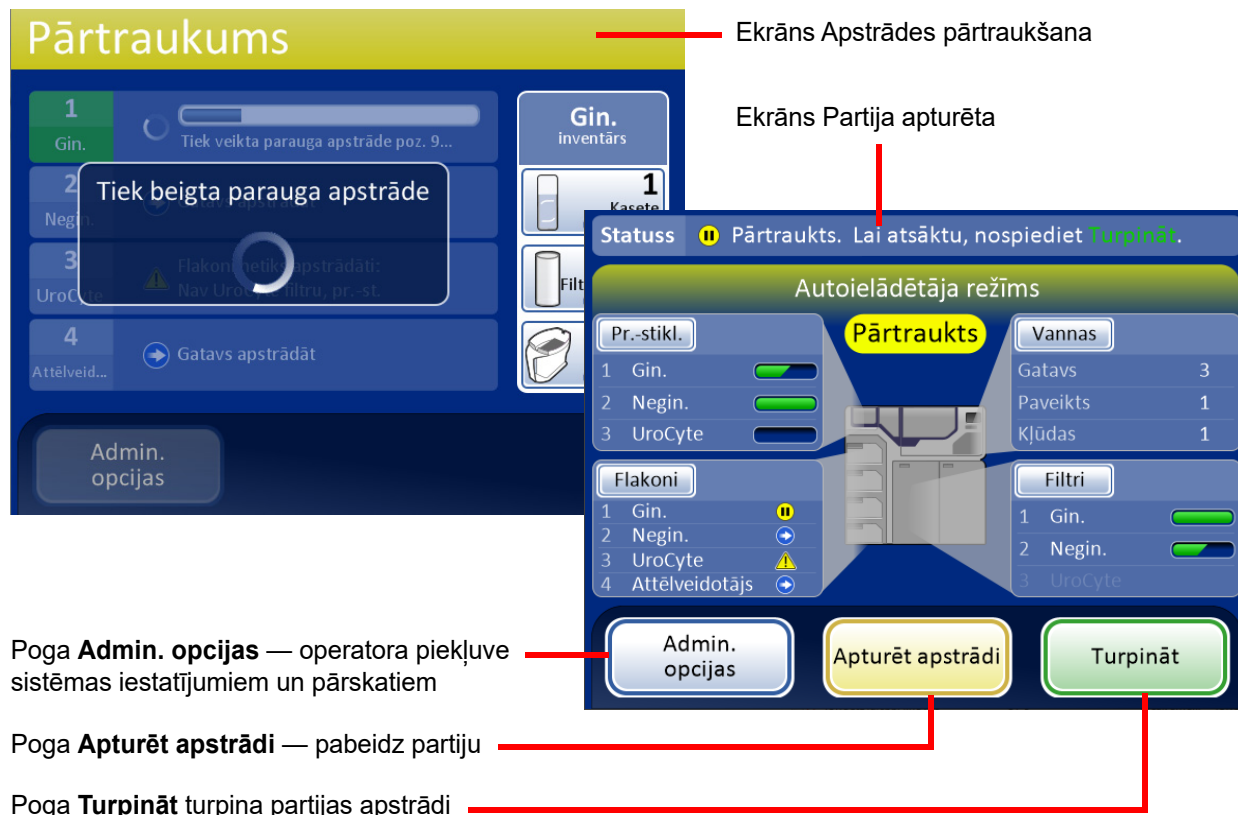 Pārtraukums
Ekrāns Apstrādes pārtraukšana
Ekrāns Partija apturēta
1
Gin.
Tiek veikta parauga apstrāde poz. 9...
2
Negin.
Tiek beigta parauga apstrāde
3
UroCyte
Flakoni netiks apstrādāti:
Nav UroCyte filtru, pr.-st.
4
Attēlveid...
Gatavs apstrādāt
Gin.
inventārs
1
Kasete
Filt
Admin.
opcijas
Statuss Pārtraukts. Lai atsāktu, nospiediet Turpināt.
Autoielādētāja režīms
Pārtraukts
Pr.-stikl.
1 Gin.
2 Negin.
3 UroCyte
Vannas
Gatavs 3
Paveikts 1
Kļūdas 1
Flakoni
1 Gin.
2 Negin.
3 UroCyte
4 Attēlveidotājs
Filtri
1 Gin.
2 Negin.
3 UroCyte
Admin.
opcijas
Apturēt apstrādi
Turpināt
Poga Admin. opcijas — operatora piekļuve
sistēmas iestatījumiem un pārskatiem
Poga Apturēt apstrādi — pabeidz partiju
Poga Turpināt turpina partijas apstrādi